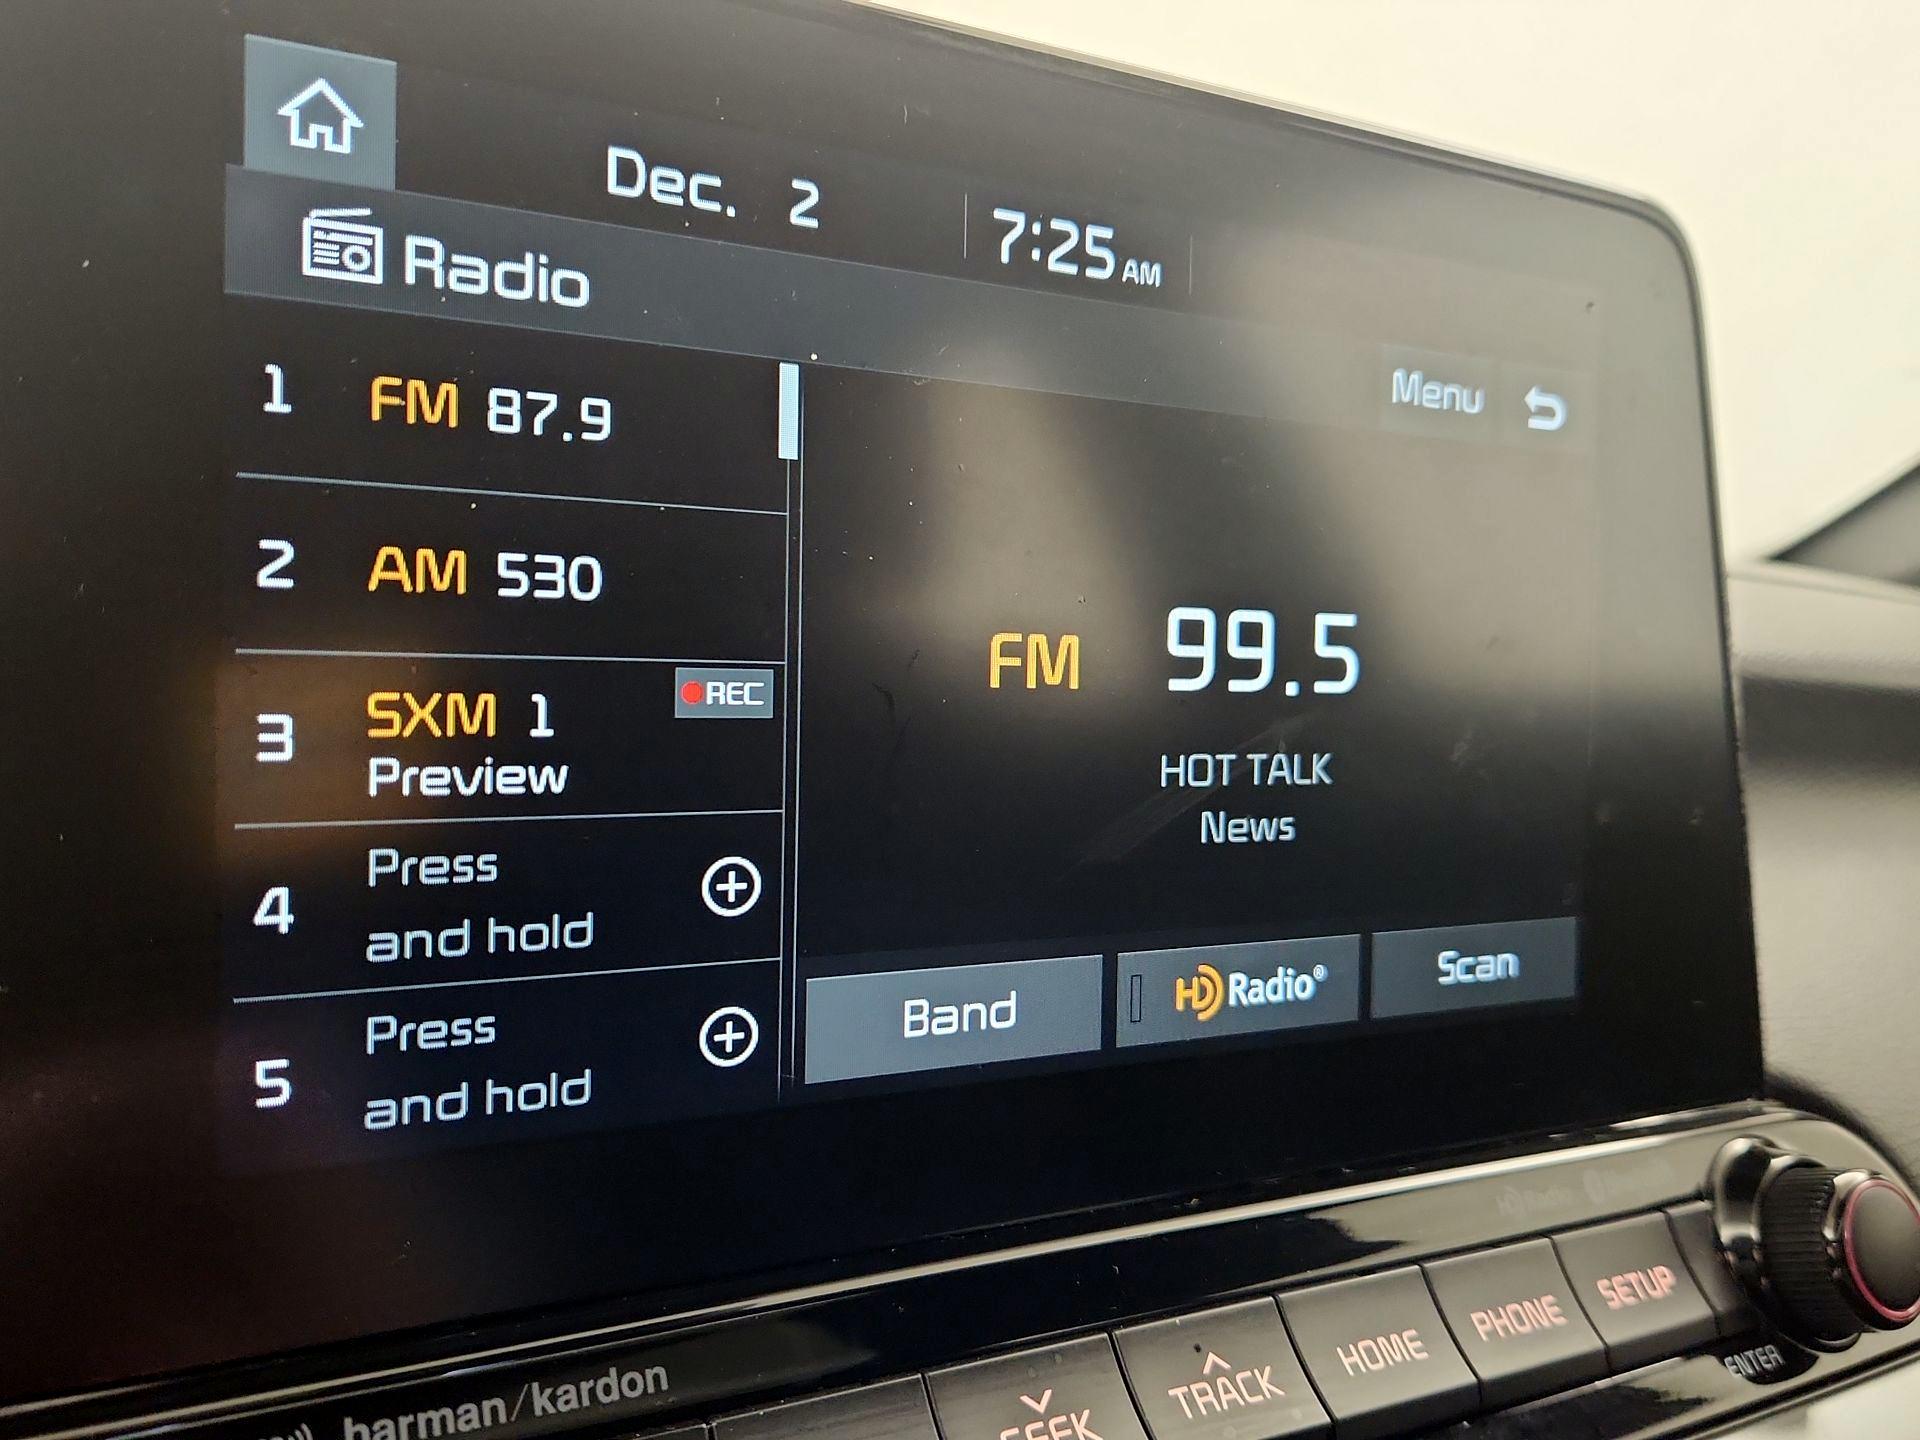 Dec. 2 7:25 AM
Radio
Menu
1 FM 87.9
2 AM 530
3 SXM 1 REC
Preview
4 Press
and hold
5 Press
and hold
FM 99.5
HOT TALK
News
Band HD Radio® Scan
harman/kardon
SEEK TRACK HOME PHONE SETUP
ENTER